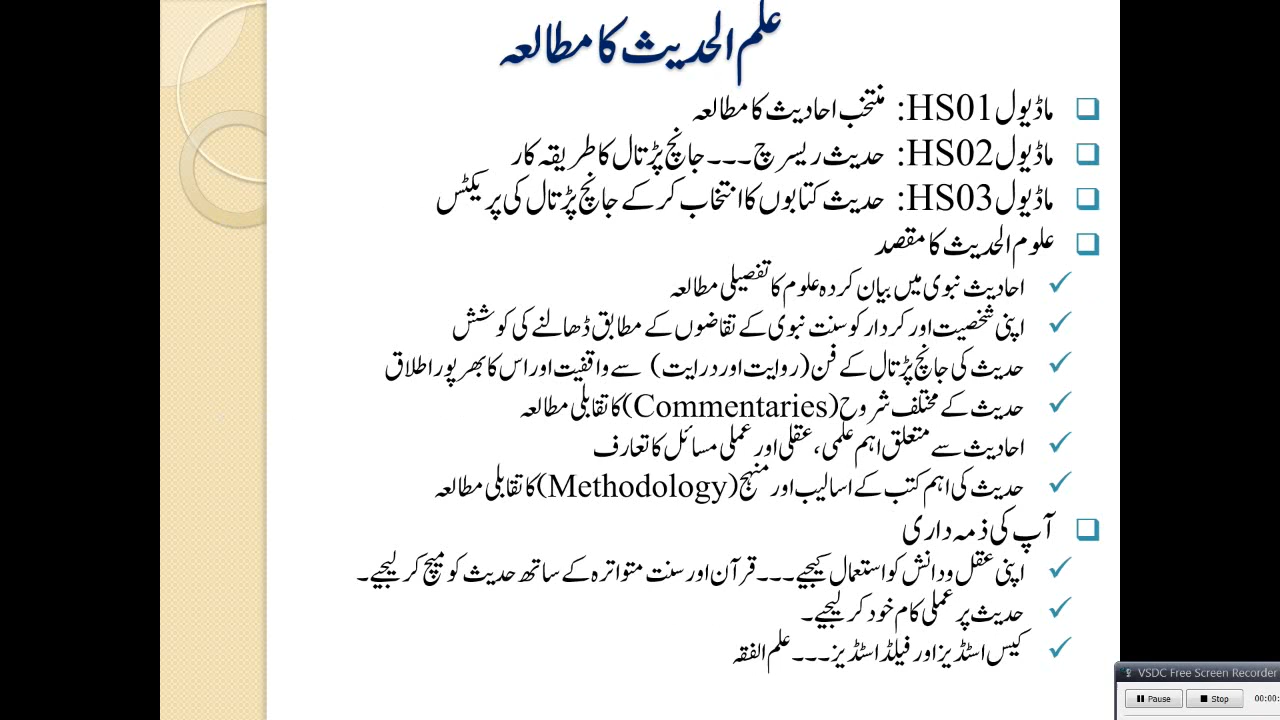 علم الحدیث کا مطالعہ
ماڈیول HS01: منتخب احادیث کا مطالعہ
ماڈیول HS02: حدیث ریسرچ۔۔۔ جانچ پڑتال کا طریقہ کار
ماڈیول HS03: حدیث کتابوں کا انتخاب کر کے جانچ پڑتال کی پریکٹس
علوم الحدیث کا مقصد
احادیث نبوی میں بیان کردہ علوم کا تفصیلی مطالعہ
اپنی شخصیت اور کردار کو سنت نبوی کے تقاضوں کے مطابق ڈھالنے کی کوشش
حدیث کی جانچ پڑتال کے فن (روایت اور درایت) سے واقفیت اور اس کا بھرپور اطلاق
حدیث کے مختلف شروح (Commentaries) کا تقابلی مطالعہ
احادیث سے متعلق اہم علمی، عقلی اور عملی مسائل کا تعارف
حدیث کی اہم کتب کے اسالیب اور منہج (Methodology) کا تقابلی مطالعہ
آپ کی ذمہ داری
اپنی عقل و دانش کو استعمال کیجیے۔۔۔ قرآن اور سنت متواترہ کے ساتھ حدیث کو میچ کر لیجیے۔
حدیث پر عملی کام خود کر لیجیے۔
کیس اسٹڈیز اور فیلڈ اسٹڈیز۔۔۔ علم الفقہ
VSDC Free Screen Recorder
Pause Stop 00:00: